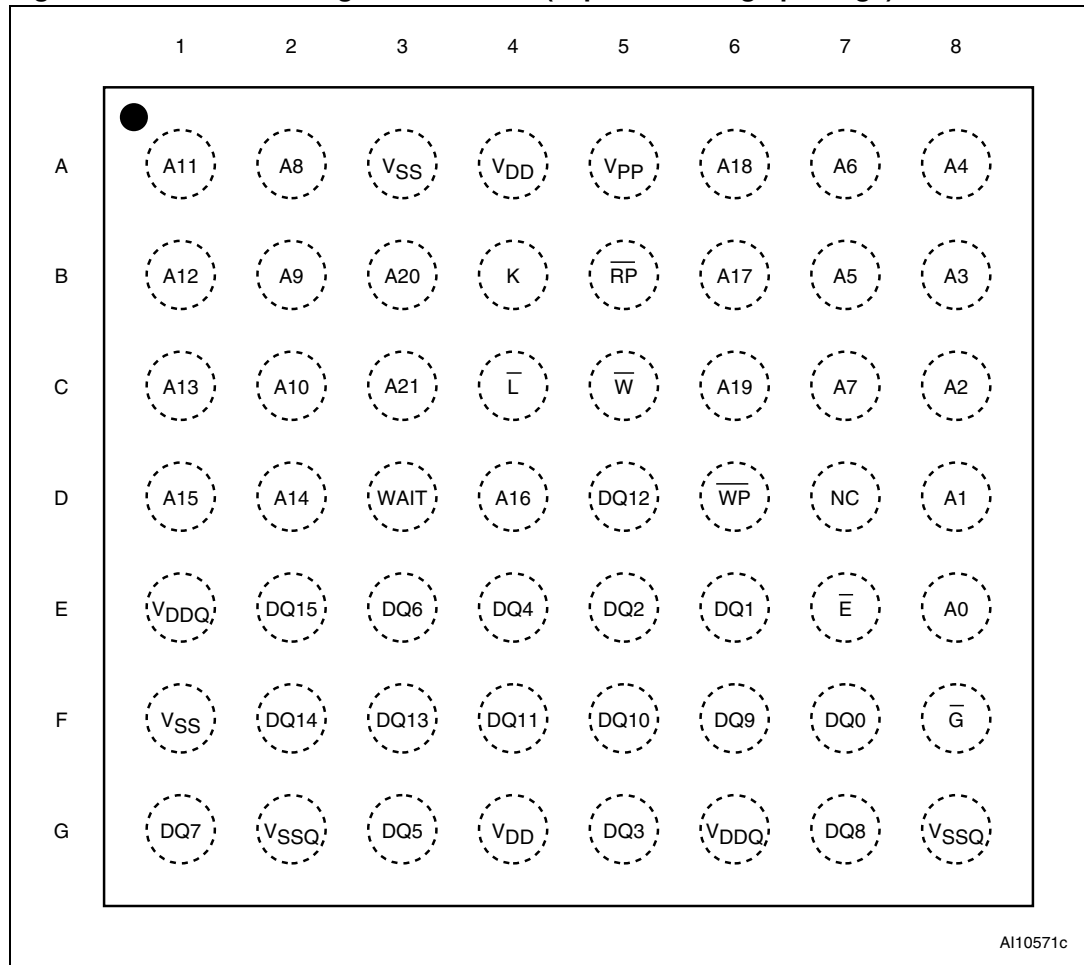 1 2 3 4 5 6 7 8
A A11 A8 VSS VDD VPP A18 A6 A4
B A12 A9 A20 K R̅P̅ A17 A5 A3
C A13 A10 A21 L̅ W̅ A19 A7 A2
D A15 A14 WAIT A16 DQ12 W̅P̅ NC A1
E VDDQ DQ15 DQ6 DQ4 DQ2 DQ1 E̅ A0
F VSS DQ14 DQ13 DQ11 DQ10 DQ9 DQ0 G̅
G DQ7 VSSQ DQ5 VDD DQ3 VDDQ DQ8 VSSQ
AI10571c